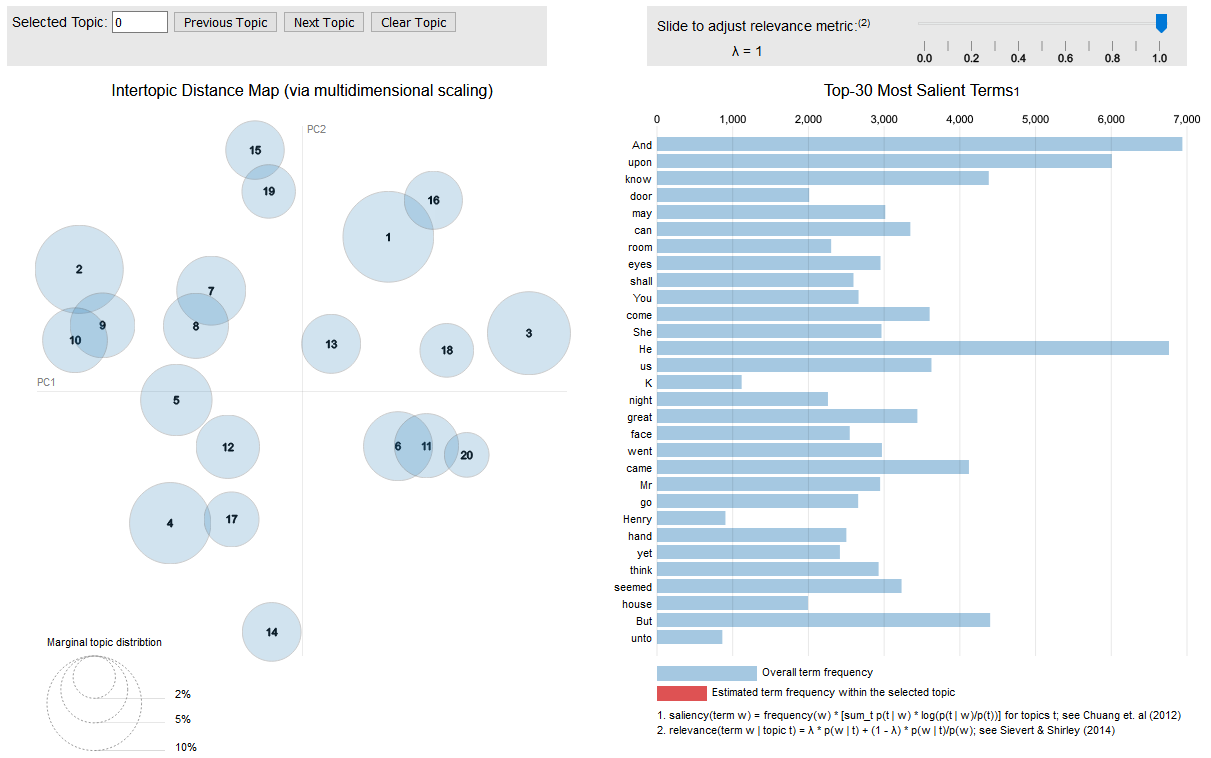 Selected Topic: 0 Previous Topic Next Topic Clear Topic
Slide to adjust relevance metric:(2)
λ = 1
0.0 0.2 0.4 0.6 0.8 1.0
Intertopic Distance Map (via multidimensional scaling)
PC2
PC1
15
19
16
1
2
7
9
8
10
13
18
3
5
12
6
11
20
4
17
14
Marginal topic distribtion
2%
5%
10%
Top-30 Most Salient Terms1
0 1,000 2,000 3,000 4,000 5,000 6,000 7,000
And
upon
know
door
may
can
room
eyes
shall
You
come
She
He
us
K
night
great
face
went
came
Mr
go
Henry
hand
yet
think
seemed
house
But
unto
Overall term frequency
Estimated term frequency within the selected topic
1. saliency(term w) = frequency(w) * [sum_t p(t | w) * log(p(t | w)/p(t))] for topics t; see Chuang et. al (2012)
2. relevance(term w | topic t) = λ * p(w | t) + (1 - λ) * p(w | t)/p(w); see Sievert & Shirley (2014)